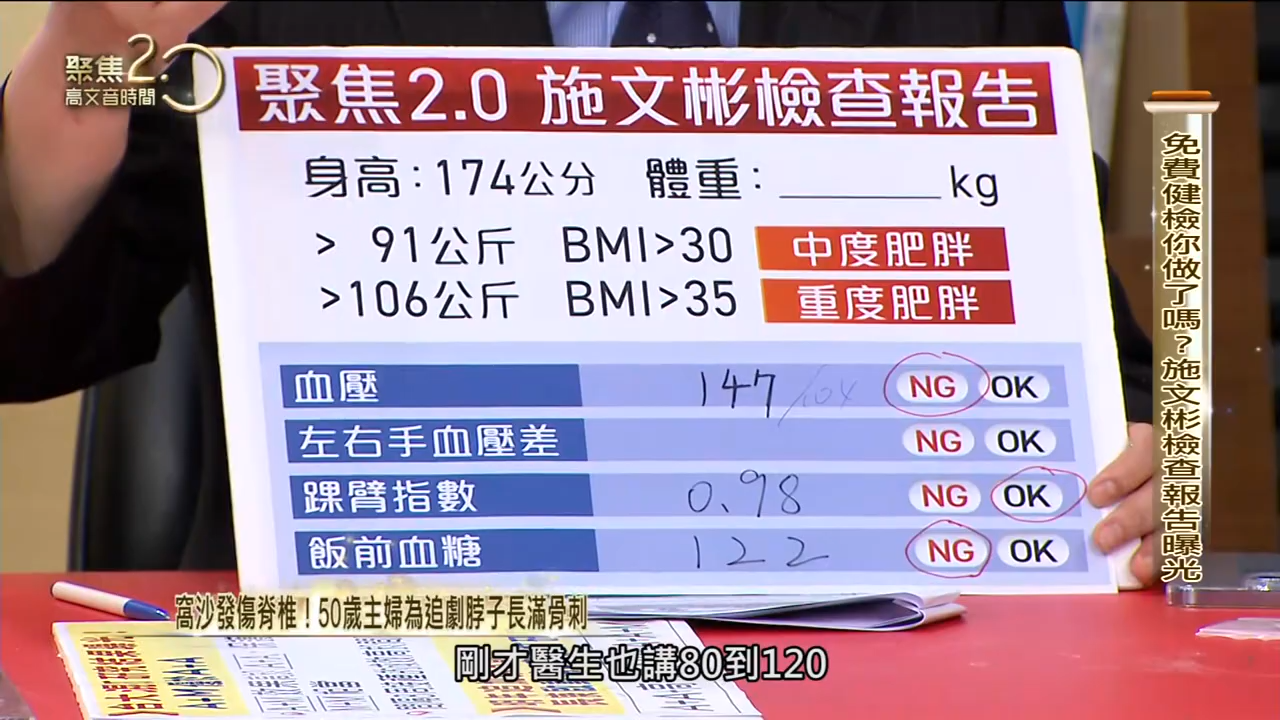 聚焦2.0
高文音時間
聚焦2.0 施文彬檢查報告
身高:174公分 體重:______kg
> 91公斤 BMI>30 中度肥胖
>106公斤 BMI>35 重度肥胖
血壓 147/104 NG OK
左右手血壓差 NG OK
踝臂指數 0.98 NG OK
飯前血糖 122 NG OK
免費健檢你做了嗎？施文彬檢查報告曝光
窩沙發傷脊椎！50歲主婦為追劇脖子長滿骨刺
剛才醫生也講80到120